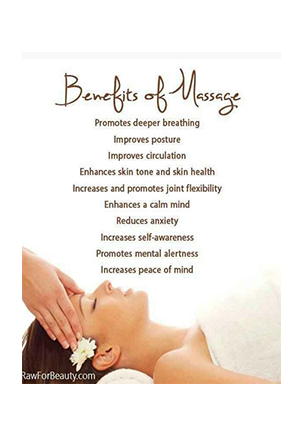 Benefits of Massage
Promotes deeper breathing
Improves posture
Improves circulation
Enhances skin tone and skin health
Increases and promotes joint flexibility
Enhances a calm mind
Reduces anxiety
Increases self-awareness
Promotes mental alertness
Increases peace of mind
RawForBeauty.com